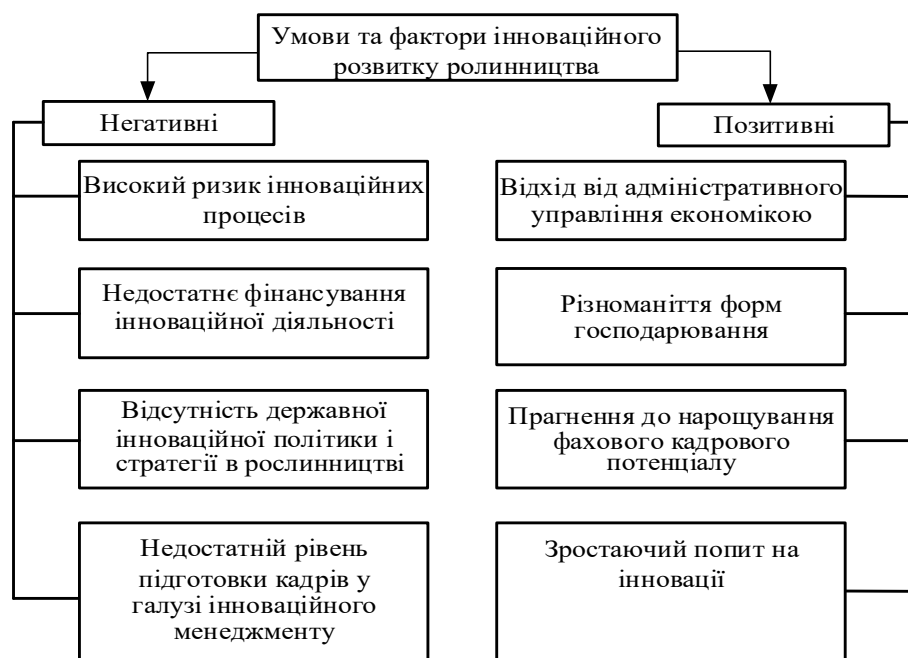 Умови та фактори інноваційного
розвитку ролинництва
Негативні
Позитивні
Високий ризик інноваційних
процесів
Відхід від адміністративного
управління економікою
Недостатнє фінансування
інноваційної діяльності
Різноманіття форм
господарювання
Відсутність державної
інноваційної політики і
стратегії в рослинництві
Прагнення до нарощування
фахового кадрового
потенціалу
Недостатній рівень
підготовки кадрів у
галузі інноваційного
менеджменту
Зростаючий попит на
інновації